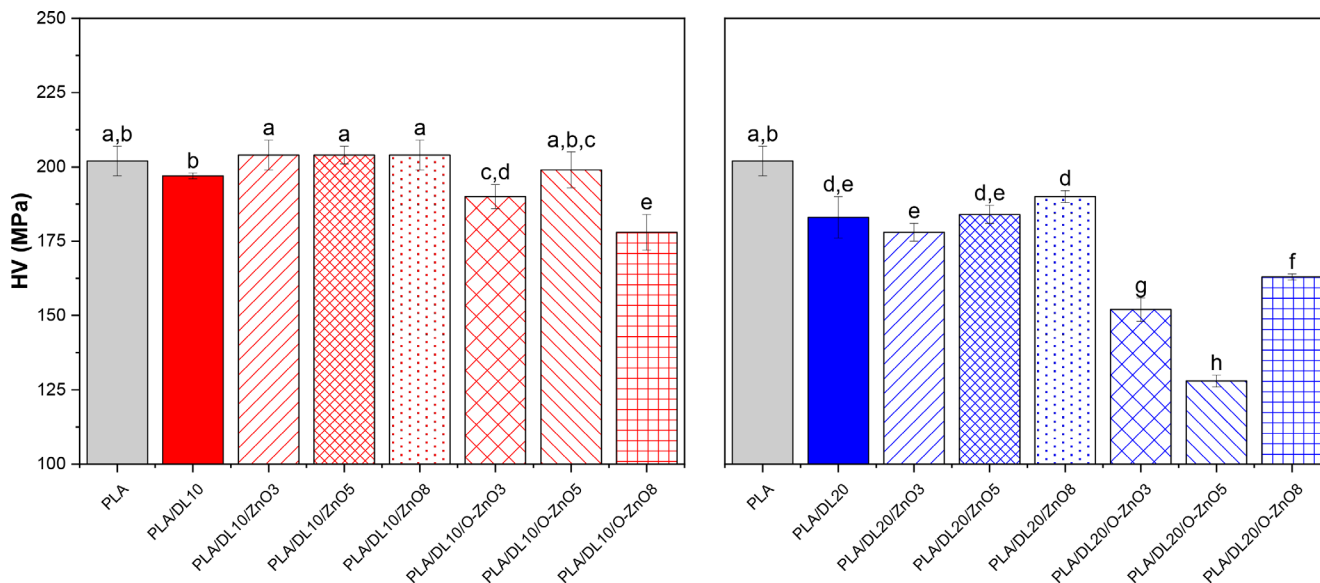 HV (MPa)
250
225
200
175
150
125
100
a,b
b
a
a
a
c,d
a,b,c
e
PLA
PLA/DL10
PLA/DL10/ZnO3
PLA/DL10/ZnO5
PLA/DL10/ZnO8
PLA/DL10/O-ZnO3
PLA/DL10/O-ZnO5
PLA/DL10/O-ZnO8
a,b
d,e
e
d,e
d
g
h
f
PLA
PLA/DL20
PLA/DL20/ZnO3
PLA/DL20/ZnO5
PLA/DL20/ZnO8
PLA/DL20/O-ZnO3
PLA/DL20/O-ZnO5
PLA/DL20/O-ZnO8